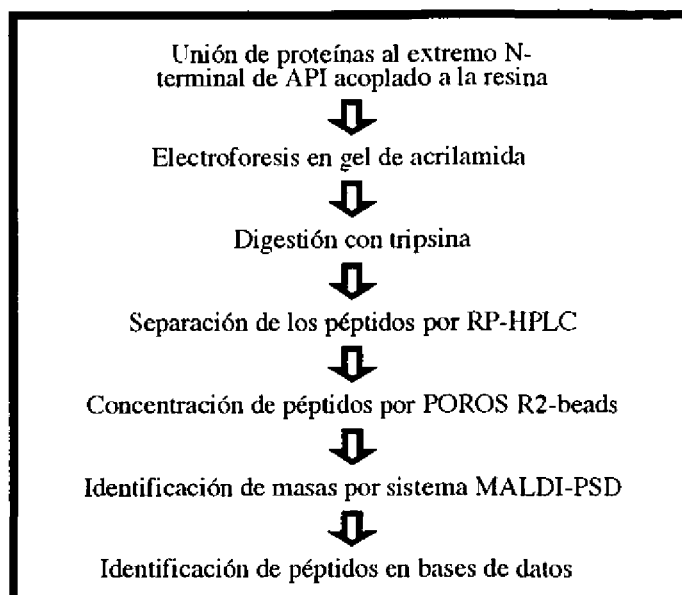 Unión de proteínas al extremo N-
terminal de API acoplado a la resina
Electroforesis en gel de acrilamida
Digestión con tripsina
Separación de los péptidos por RP-HPLC
Concentración de péptidos por POROS R2-beads
Identificación de masas por sistema MALDI-PSD
Identificación de péptidos en bases de datos